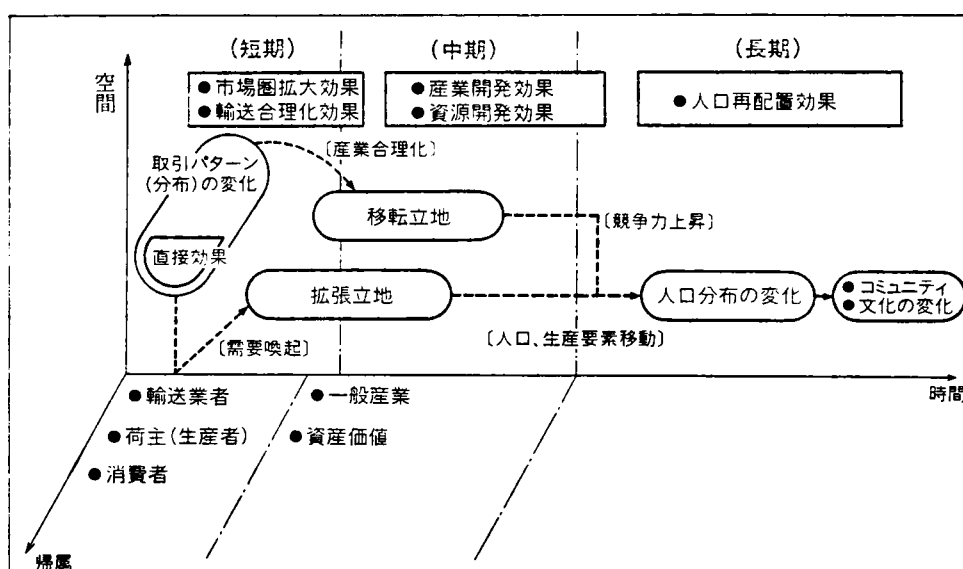 (短期)
(中期)
(長期)
空間
●市場圏拡大効果
●輸送合理化効果
●産業開発効果
●資源開発効果
●人口再配置効果
取引パターン
(分布)の変化
〔産業合理化〕
移転立地
〔競争力上昇〕
直接効果
拡張立地
人口分布の変化
●コミュニティ
●文化の変化
〔需要喚起〕
〔人口、生産要素移動〕
時間
●輸送業者
●荷主(生産者)
●消費者
●一般産業
●資産価値
帰属